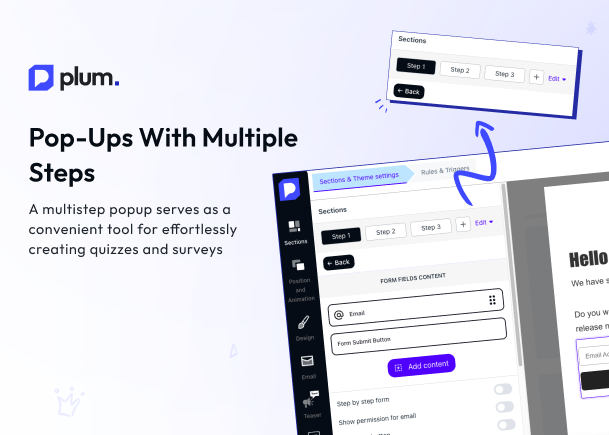 plum.
Pop-Ups With Multiple
Steps
A multistep popup serves as a
convenient tool for effortlessly
creating quizzes and surveys
Sections
Step 1 Step 2 Step 3 + Edit
← Back
Sections & Theme settings Rules & Triggers
Sections
Position
and
Animation
Design
Email
Teaser
Sections
Step 1 Step 2 Step 3 + Edit
← Back
FORM FIELDS CONTENT
Email
Form Submit Button
Add content
Step by step form
Show permission for email
Hello
We have s
Do you w
release n
Email Ad